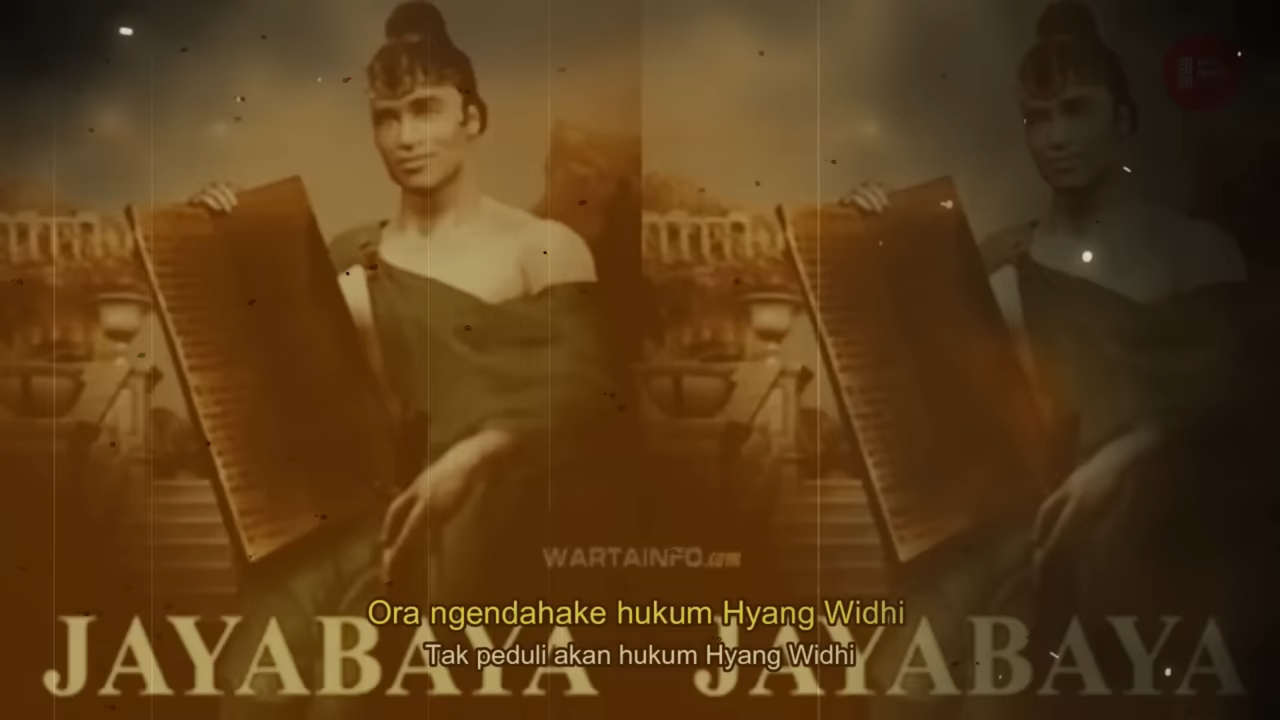 WARTAINFO.com
Ora ngendahake hukum Hyang Widhi
Tak peduli akan hukum Hyang Widhi
JAYABAYA JAYABAYA